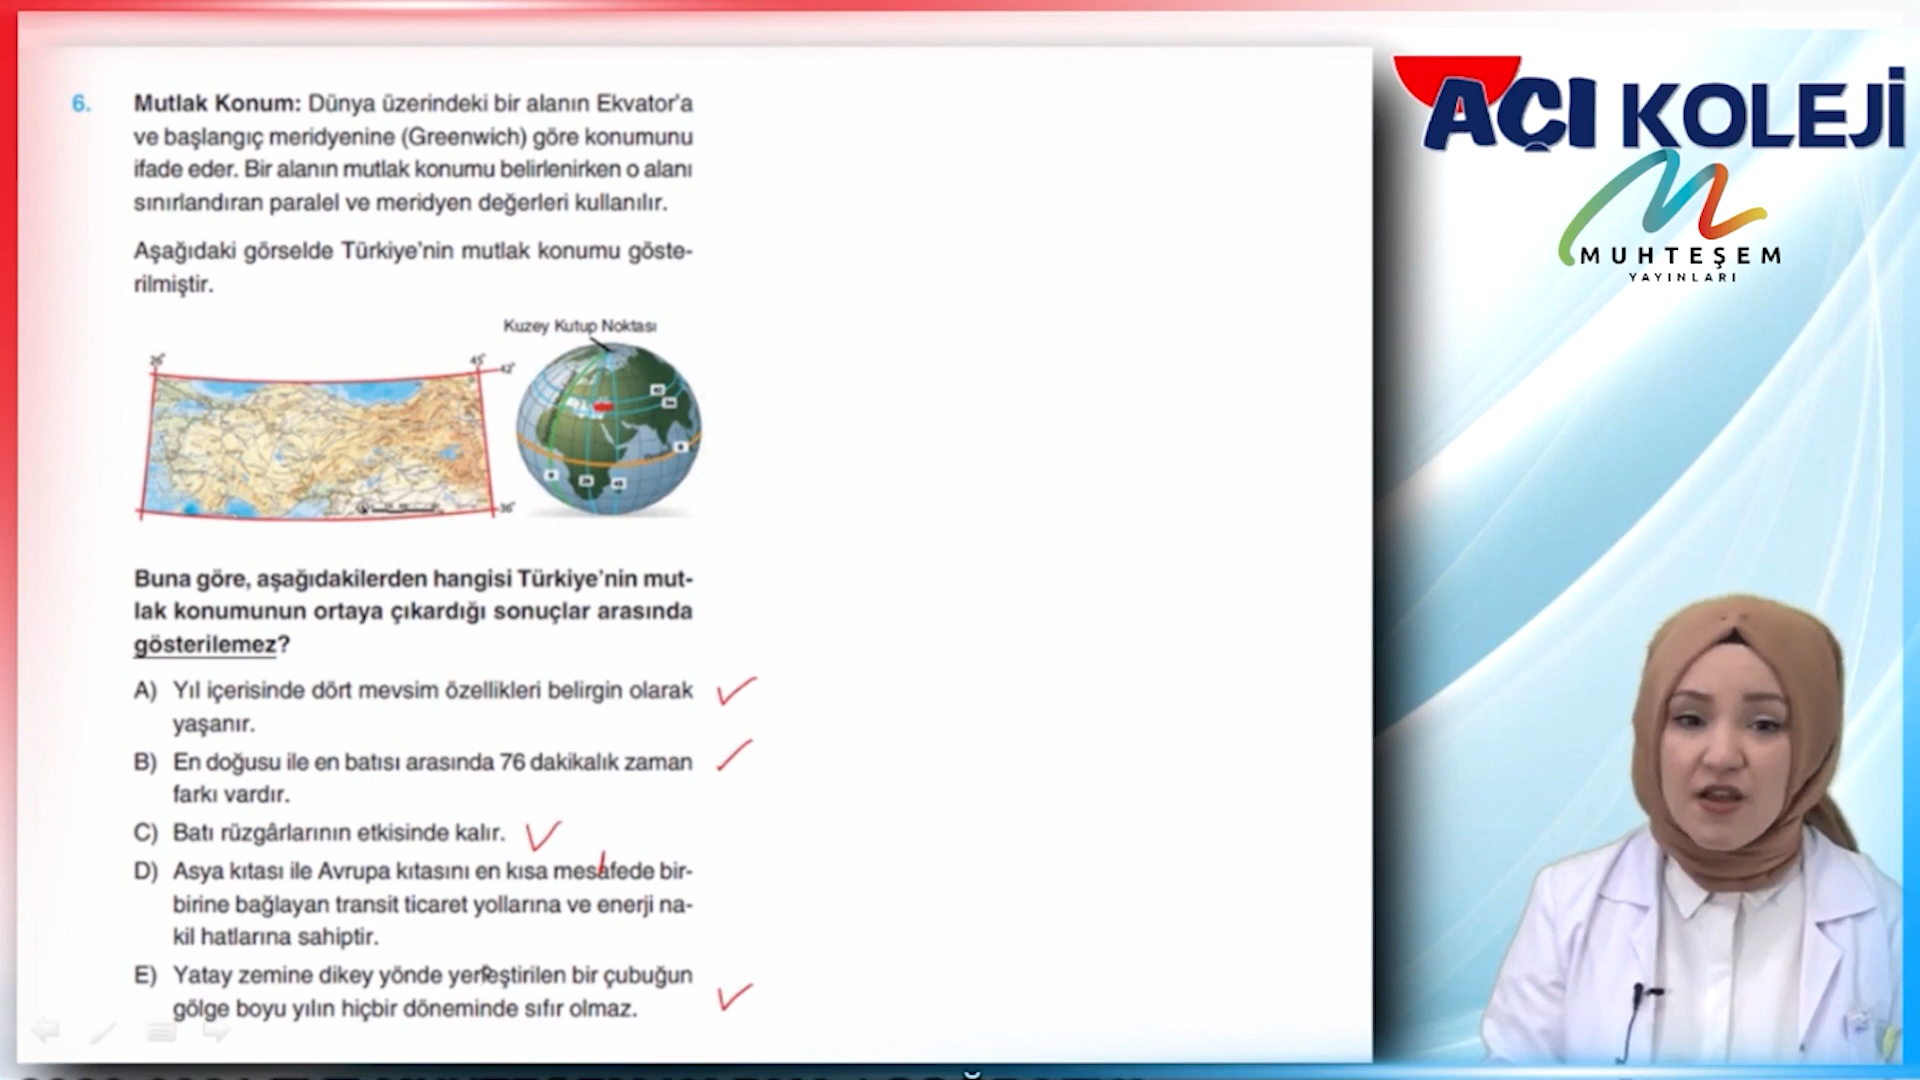 AÇI KOLEJİ
MUHTEŞEM
YAYINLARI
6.
Mutlak Konum: Dünya üzerindeki bir alanın Ekvator'a
ve başlangıç meridyenine (Greenwich) göre konumunu
ifade eder. Bir alanın mutlak konumu belirlenirken o alanı
sınırlandıran paralel ve meridyen değerleri kullanılır.
Aşağıdaki görselde Türkiye'nin mutlak konumu göste-
rilmiştir.
Kuzey Kutup Noktası
26° 45°
42°
36°
Buna göre, aşağıdakilerden hangisi Türkiye'nin mut-
lak konumunun ortaya çıkardığı sonuçlar arasında
gösterilemez?
A) Yıl içerisinde dört mevsim özellikleri belirgin olarak
yaşanır.
B) En doğusu ile en batısı arasında 76 dakikalık zaman
farkı vardır.
C) Batı rüzgârlarının etkisinde kalır.
D) Asya kıtası ile Avrupa kıtasını en kısa mesafede bir-
birine bağlayan transit ticaret yollarına ve enerji na-
kil hatlarına sahiptir.
E) Yatay zemine dikey yönde yerleştirilen bir çubuğun
gölge boyu yılın hiçbir döneminde sıfır olmaz.